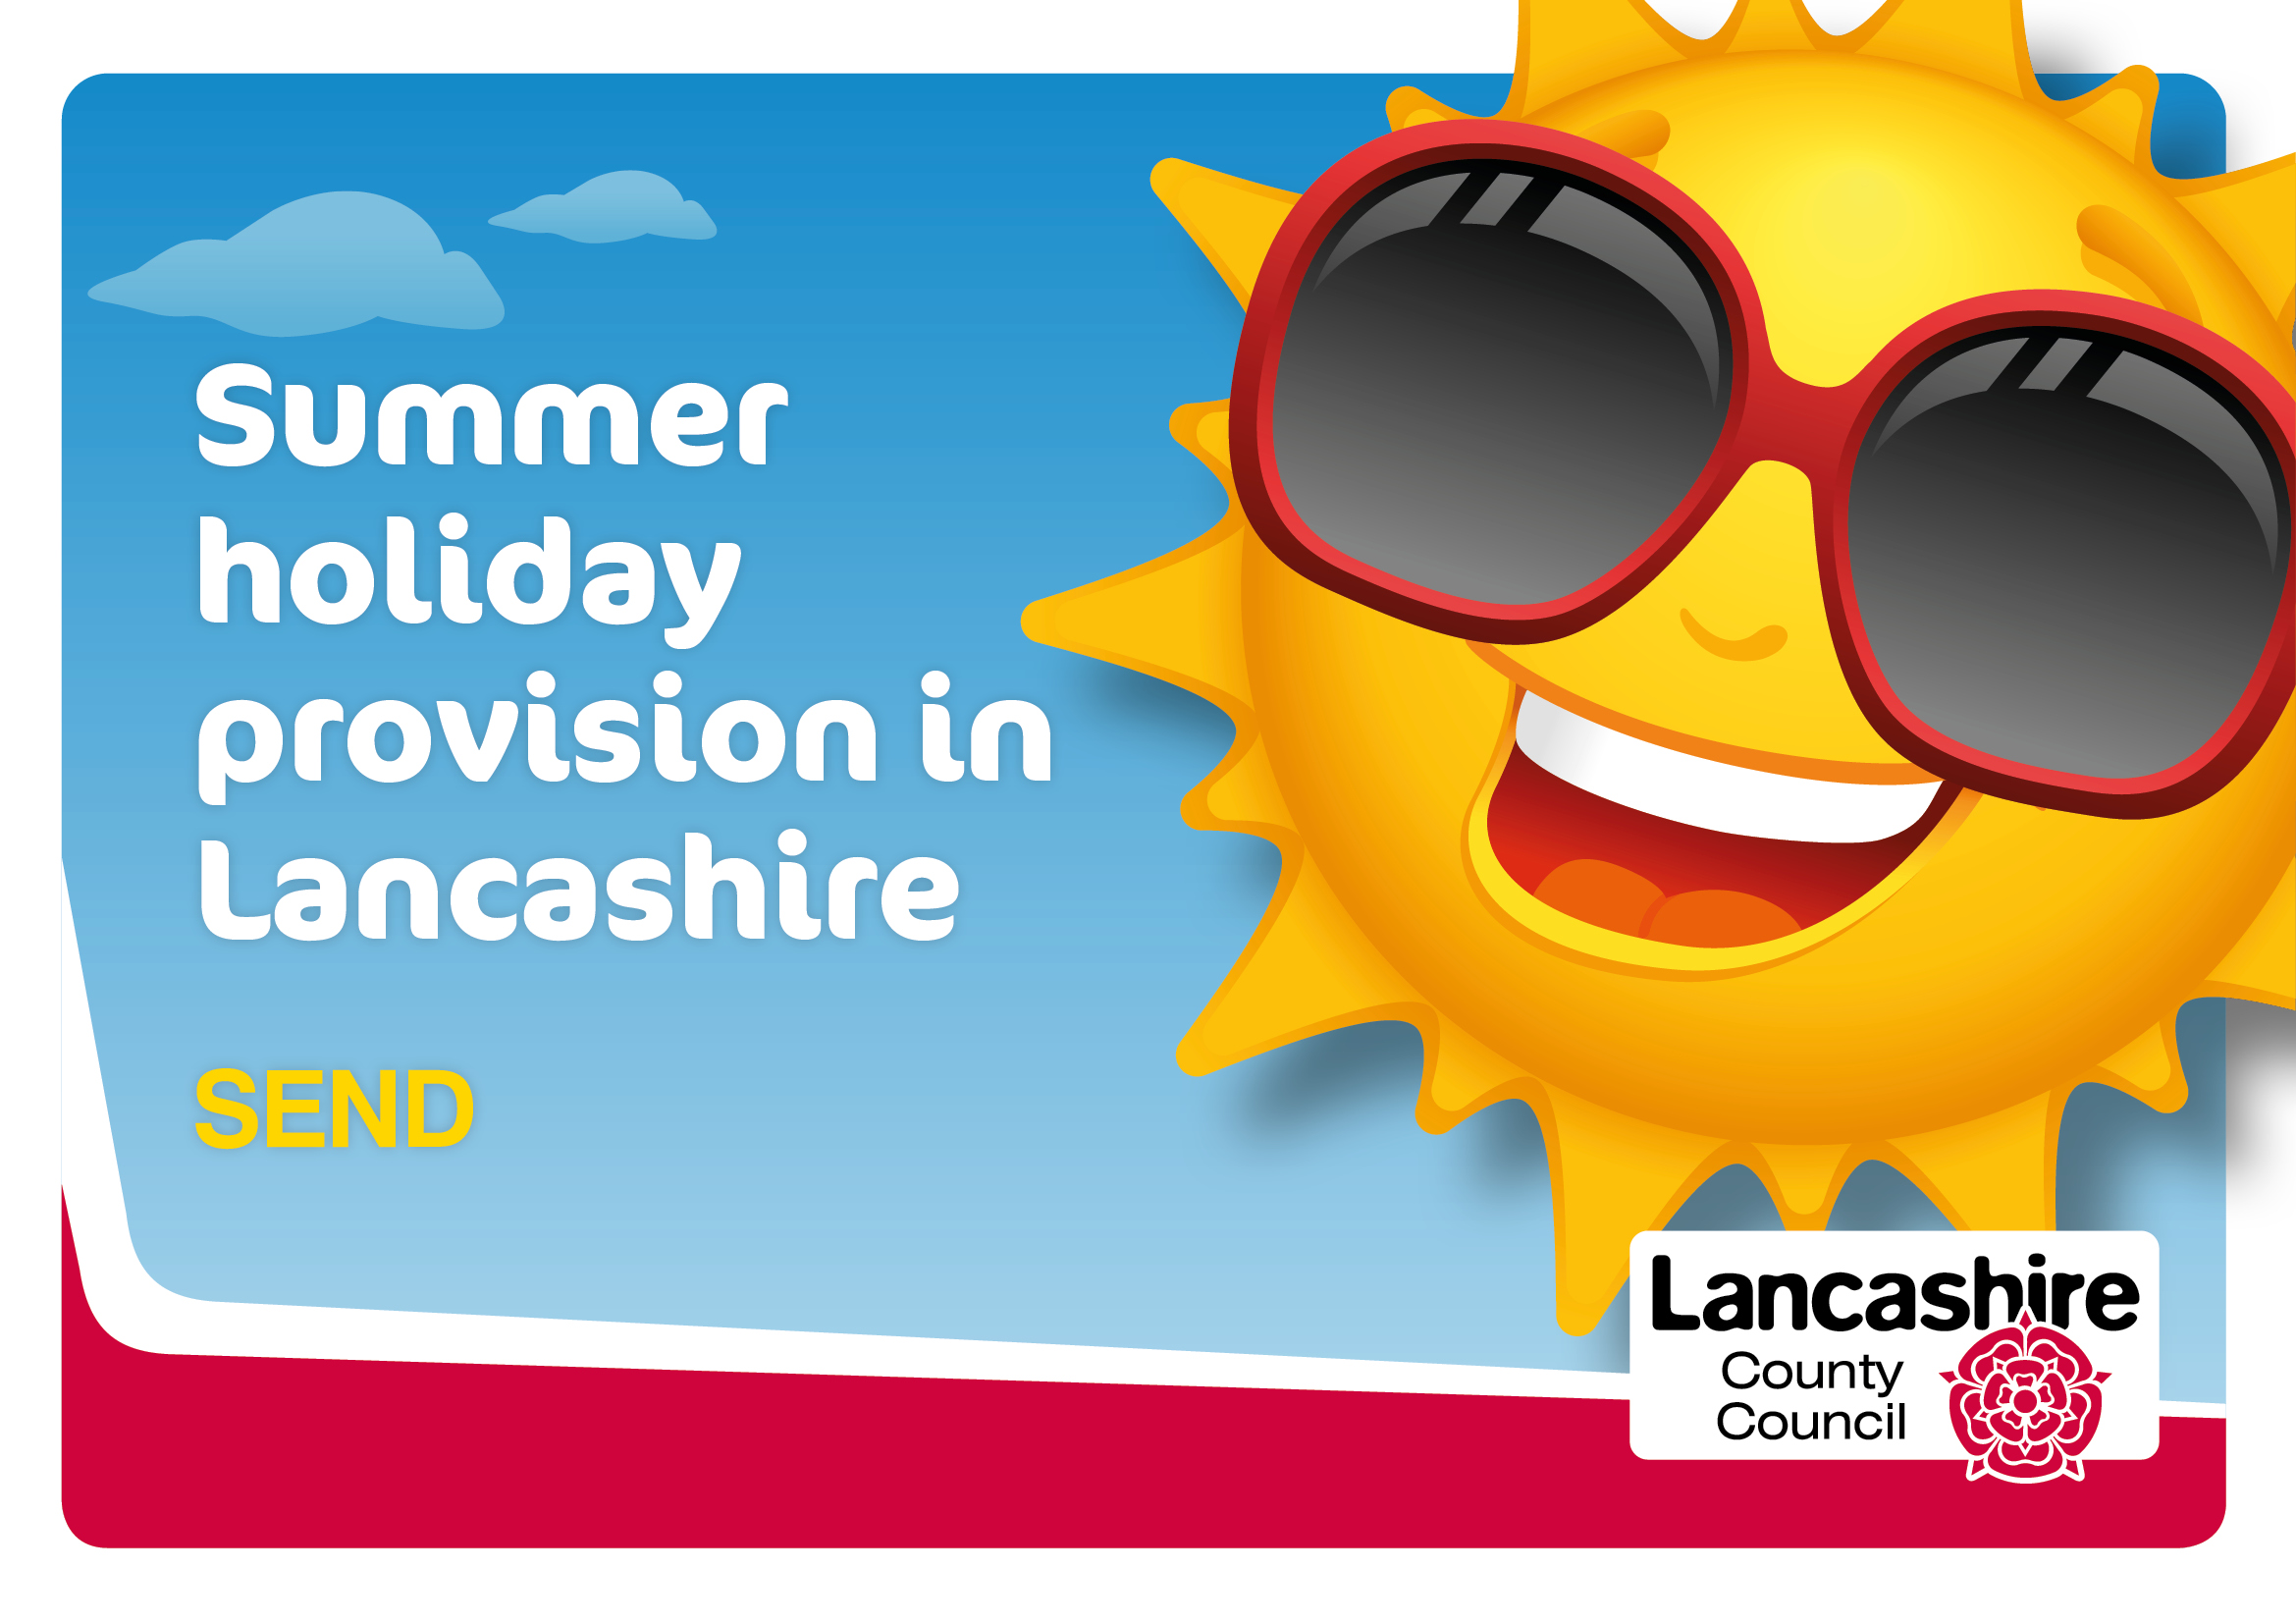 Summer
holiday
provision in
Lancashire
SEND
Lancashire
County
Council